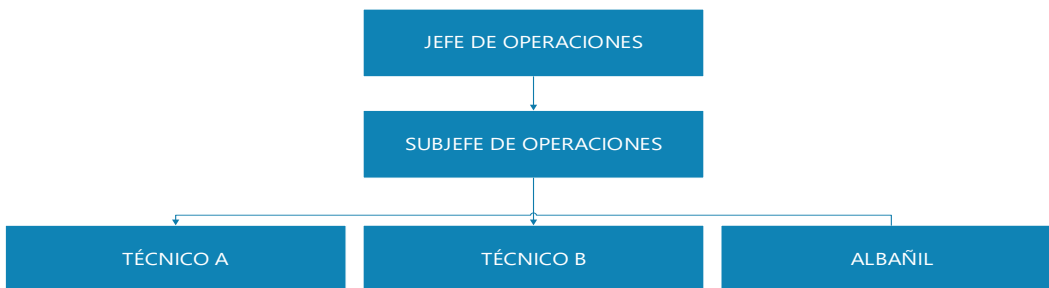 JEFE DE OPERACIONES
SUBJEFE DE OPERACIONES
TÉCNICO A
TÉCNICO B
ALBAÑIL